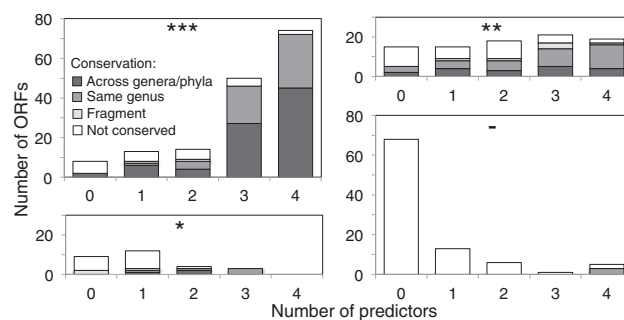 80
60
40
20
0
***
Conservation:
Across genera/phyla
Same genus
Fragment
Not conserved
0 1 2 3 4
20
0
**
0 1 2 3 4
80
60
40
20
0
-
0 1 2 3 4
20
0
*
0 1 2 3 4
Number of ORFs
Number of predictors